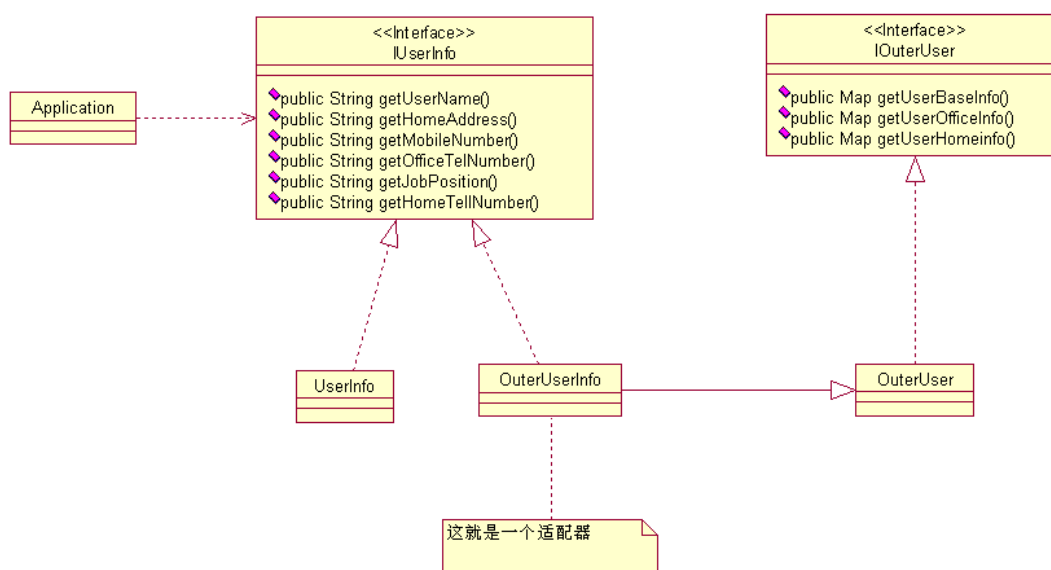 <<Interface>>
IUserInfo
public String getUserName()
public String getHomeAddress()
public String getMobileNumber()
public String getOfficeTelNumber()
public String getJobPosition()
public String getHomeTellNumber()
<<Interface>>
IOuterUser
public Map getUserBaseInfo()
public Map getUserOfficeInfo()
public Map getUserHomeinfo()
Application
UserInfo
OuterUserInfo
OuterUser
这就是一个适配器